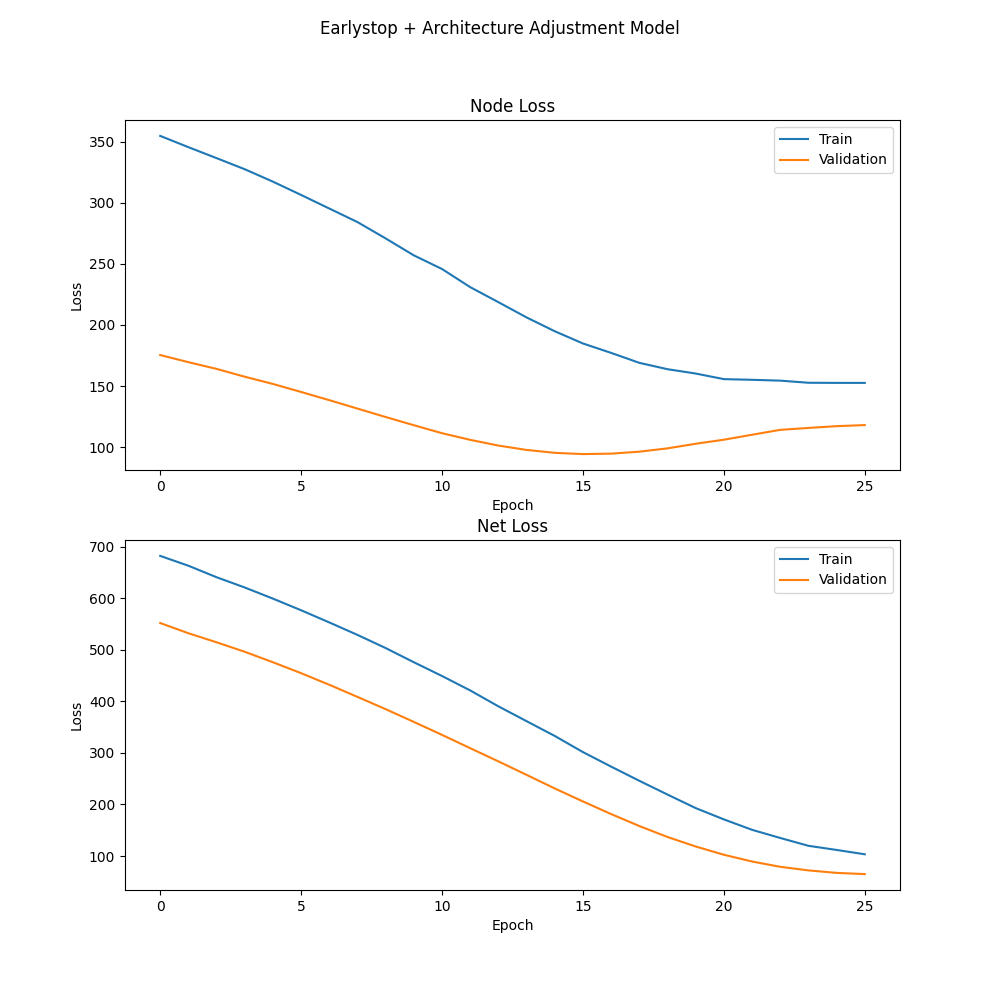 Earlystop + Architecture Adjustment Model
Node Loss
350
300
250
200
150
100
Loss
Train
Validation
0 5 10 15 20 25
Epoch
Net Loss
700
600
500
400
300
200
100
Loss
Train
Validation
0 5 10 15 20 25
Epoch